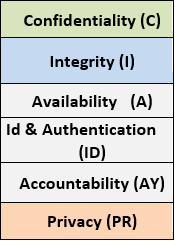 Confidentiality (C)
Integrity (I)
Availability (A)
Id & Authentication
(ID)
Accountability (AY)
Privacy (PR)